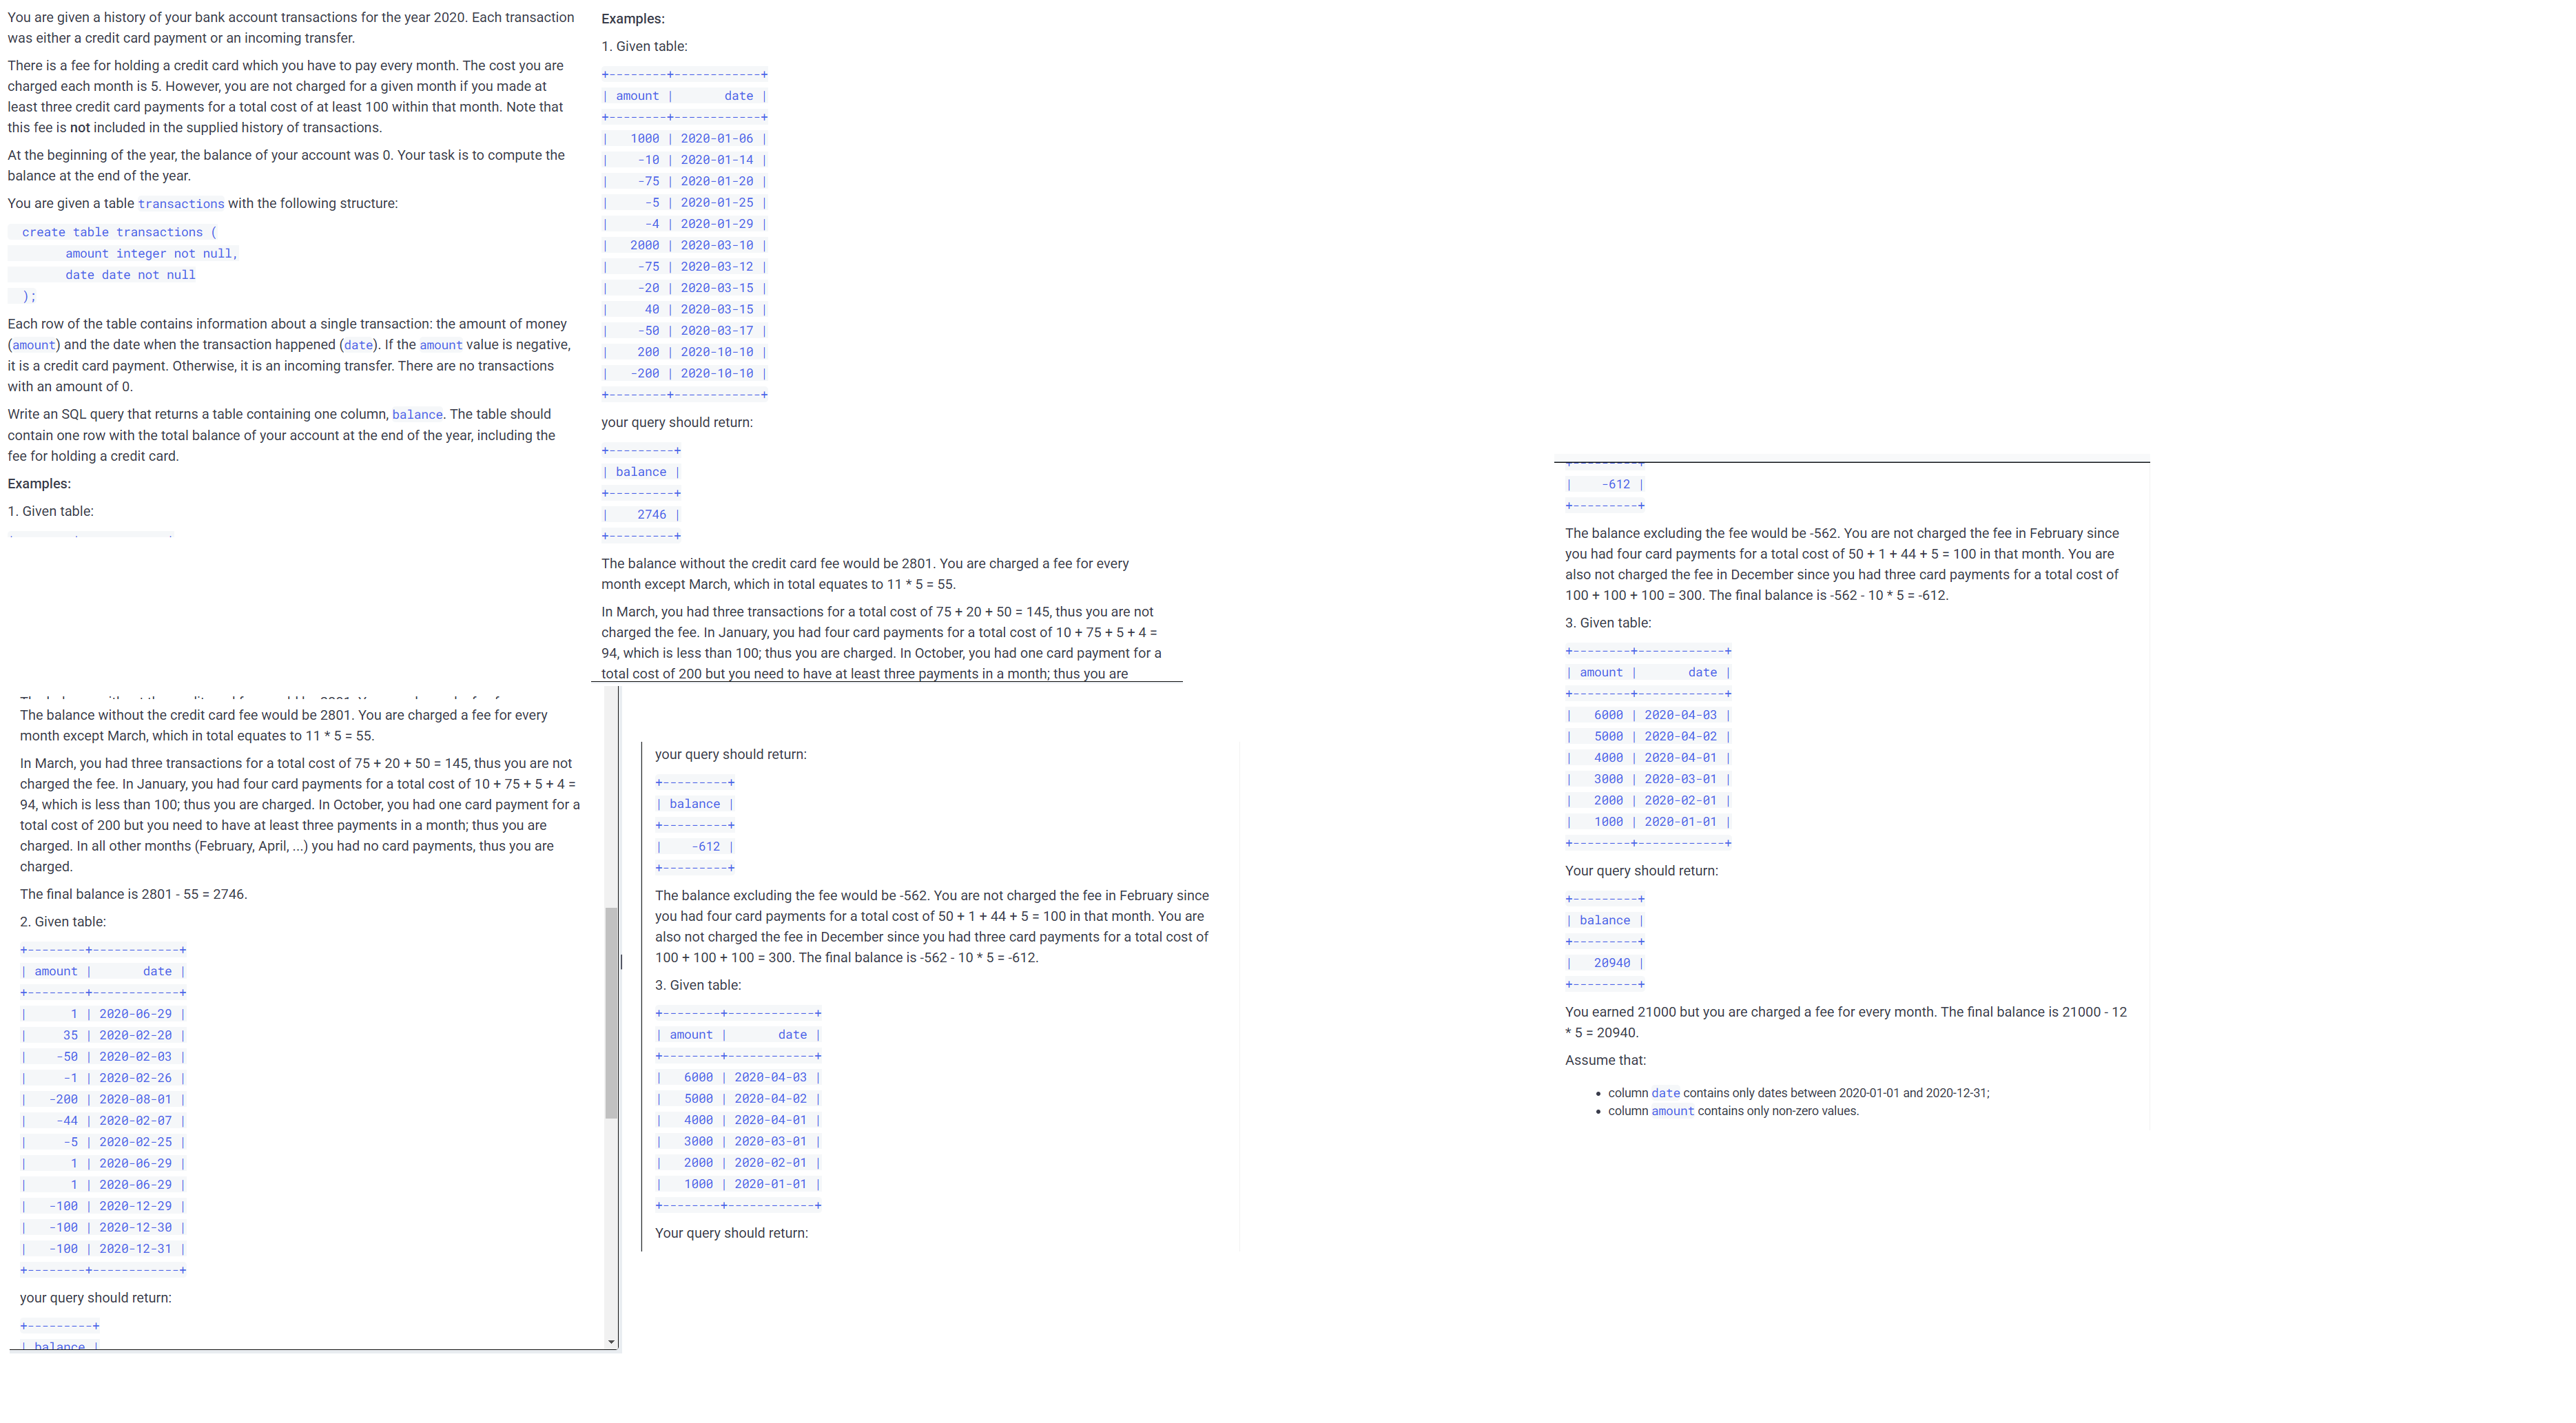 You are given a history of your bank account transactions for the year 2020. Each transaction
was either a credit card payment or an incoming transfer.
There is a fee for holding a credit card which you have to pay every month. The cost you are
charged each month is 5. However, you are not charged for a given month if you made at
least three credit card payments for a total cost of at least 100 within that month. Note that
this fee is not included in the supplied history of transactions.
At the beginning of the year, the balance of your account was 0. Your task is to compute the
balance at the end of the year.
You are given a table transactions with the following structure:
create table transactions (
amount integer not null,
date date not null
);
Each row of the table contains information about a single transaction: the amount of money
(amount) and the date when the transaction happened (date). If the amount value is negative,
it is a credit card payment. Otherwise, it is an incoming transfer. There are no transactions
with an amount of 0.
Write an SQL query that returns a table containing one column, balance. The table should
contain one row with the total balance of your account at the end of the year, including the
fee for holding a credit card.
Examples:
1. Given table:
Examples:
1. Given table:
+--------+------------+
| amount |       date |
+--------+------------+
|   1000 | 2020-01-06 |
|    -10 | 2020-01-14 |
|    -75 | 2020-01-20 |
|     -5 | 2020-01-25 |
|     -4 | 2020-01-29 |
|   2000 | 2020-03-10 |
|    -75 | 2020-03-12 |
|    -20 | 2020-03-15 |
|     40 | 2020-03-15 |
|    -50 | 2020-03-17 |
|    200 | 2020-10-10 |
|   -200 | 2020-10-10 |
+--------+------------+
your query should return:
+---------+
| balance |
+---------+
|    2746 |
+---------+
The balance without the credit card fee would be 2801. You are charged a fee for every
month except March, which in total equates to 11 * 5 = 55.
In March, you had three transactions for a total cost of 75 + 20 + 50 = 145, thus you are not
charged the fee. In January, you had four card payments for a total cost of 10 + 75 + 5 + 4 =
94, which is less than 100; thus you are charged. In October, you had one card payment for a
total cost of 200 but you need to have at least three payments in a month; thus you are
The balance without the credit card fee would be 2801. You are charged a fee for every
month except March, which in total equates to 11 * 5 = 55.
In March, you had three transactions for a total cost of 75 + 20 + 50 = 145, thus you are not
charged the fee. In January, you had four card payments for a total cost of 10 + 75 + 5 + 4 =
94, which is less than 100; thus you are charged. In October, you had one card payment for a
total cost of 200 but you need to have at least three payments in a month; thus you are
charged. In all other months (February, April, ...) you had no card payments, thus you are
charged.
The final balance is 2801 - 55 = 2746.
2. Given table:
+--------+------------+
| amount |       date |
+--------+------------+
|      1 | 2020-06-29 |
|     35 | 2020-02-20 |
|    -50 | 2020-02-03 |
|     -1 | 2020-02-26 |
|   -200 | 2020-08-01 |
|    -44 | 2020-02-07 |
|     -5 | 2020-02-25 |
|      1 | 2020-06-29 |
|      1 | 2020-06-29 |
|   -100 | 2020-12-29 |
|   -100 | 2020-12-30 |
|   -100 | 2020-12-31 |
+--------+------------+
your query should return:
+---------+
| balance |
your query should return:
+---------+
| balance |
+---------+
|    -612 |
+---------+
The balance excluding the fee would be -562. You are not charged the fee in February since
you had four card payments for a total cost of 50 + 1 + 44 + 5 = 100 in that month. You are
also not charged the fee in December since you had three card payments for a total cost of
100 + 100 + 100 = 300. The final balance is -562 - 10 * 5 = -612.
3. Given table:
+--------+------------+
| amount |       date |
+--------+------------+
|   6000 | 2020-04-03 |
|   5000 | 2020-04-02 |
|   4000 | 2020-04-01 |
|   3000 | 2020-03-01 |
|   2000 | 2020-02-01 |
|   1000 | 2020-01-01 |
+--------+------------+
Your query should return:
|    -612 |
+---------+
The balance excluding the fee would be -562. You are not charged the fee in February since
you had four card payments for a total cost of 50 + 1 + 44 + 5 = 100 in that month. You are
also not charged the fee in December since you had three card payments for a total cost of
100 + 100 + 100 = 300. The final balance is -562 - 10 * 5 = -612.
3. Given table:
+--------+------------+
| amount |       date |
+--------+------------+
|   6000 | 2020-04-03 |
|   5000 | 2020-04-02 |
|   4000 | 2020-04-01 |
|   3000 | 2020-03-01 |
|   2000 | 2020-02-01 |
|   1000 | 2020-01-01 |
+--------+------------+
Your query should return:
+---------+
| balance |
+---------+
|   20940 |
+---------+
You earned 21000 but you are charged a fee for every month. The final balance is 21000 - 12
* 5 = 20940.
Assume that:
• column date contains only dates between 2020-01-01 and 2020-12-31;
• column amount contains only non-zero values.